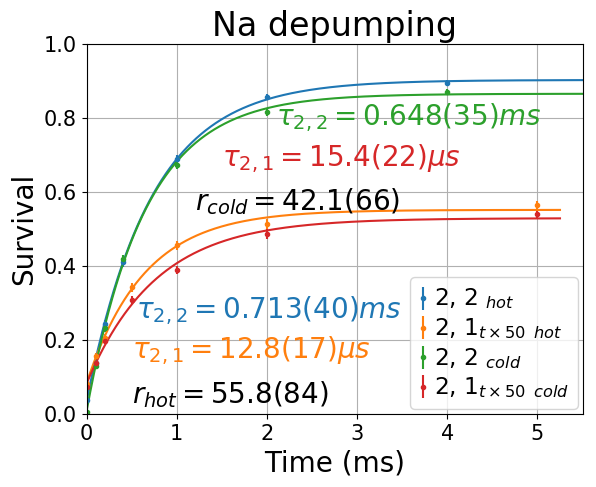 Na depumping
Survival
1.0
0.8
0.6
0.4
0.2
0.0
τ2,2 = 0.648(35)ms
τ2,1 = 15.4(22)μs
rcold = 42.1(66)
τ2,2 = 0.713(40)ms
τ2,1 = 12.8(17)μs
rhot = 55.8(84)
2, 2 hot
2, 1t×50 hot
2, 2 cold
2, 1t×50 cold
0 1 2 3 4 5
Time (ms)